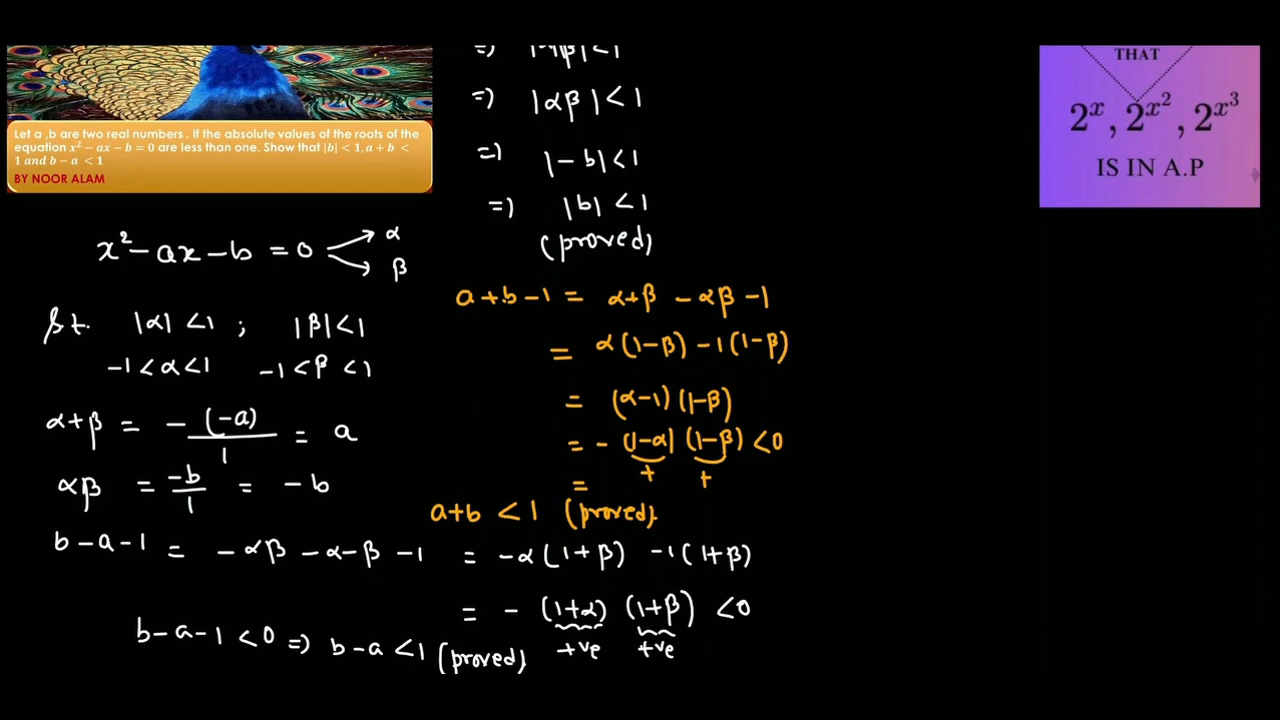 Let a ,b are two real numbers . If the absolute values of the roots of the
equation x² − ax − b = 0 are less than one. Show that |b| < 1, a + b <
1 and b − a < 1
BY NOOR ALAM
x² − ax − b = 0 → α
→ β
|α| < 1 ; |β| < 1
-1 < α < 1 -1 < β < 1
α+β = - (-a)/1 = a
αβ = -b/1 = - b
=) |αβ| < 1
=) |- b| < 1
=) |b| < 1
(proved)
a + b - 1 = α+β - αβ - 1
= α(1-β) - 1(1-β)
= (α-1) (1-β)
= - (1-α) (1-β) < 0
+ +
=
a+b < 1 (proved).
b - a - 1 = - αβ - α - β - 1 = -α(1+β) - 1(1+β)
= - (1+α) (1+β) < 0
+ve +ve
b - a - 1 < 0 =) b - a < 1 (proved)
THAT
2^x, 2^x², 2^x³
IS IN A.P